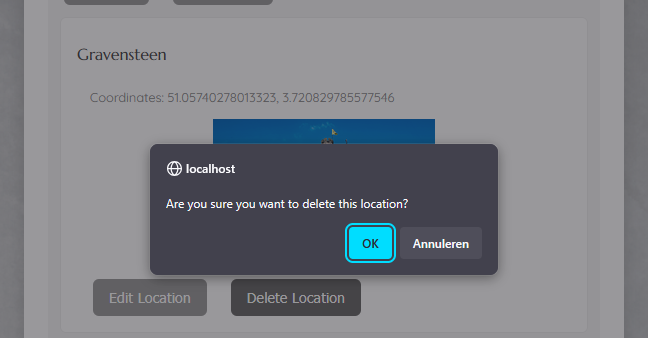 Gravensteen
Coordinates: 51.05740278013323, 3.720829785577546
localhost
Are you sure you want to delete this location?
OK Annuleren
Edit Location Delete Location